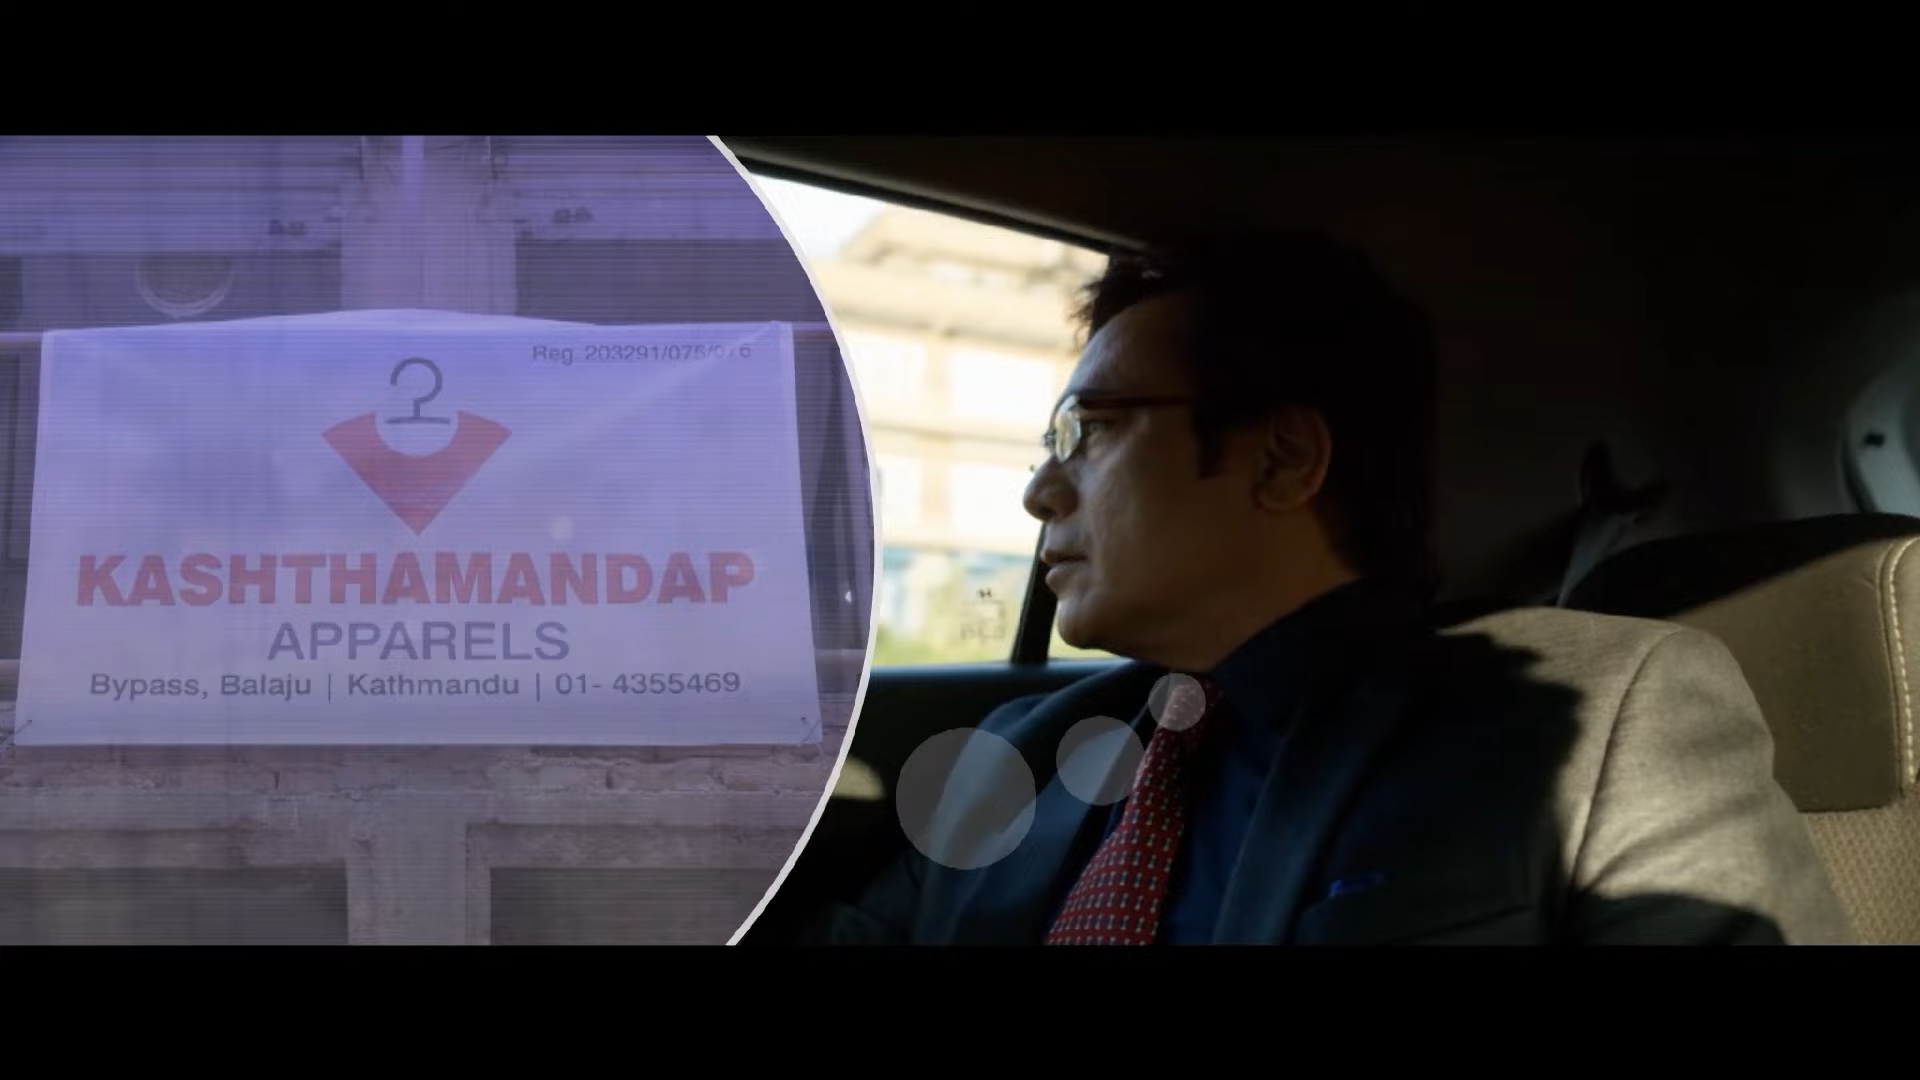 Reg. 203291/075/076
KASHTHAMANDAP
APPARELS
Bypass, Balaju | Kathmandu | 01- 4355469